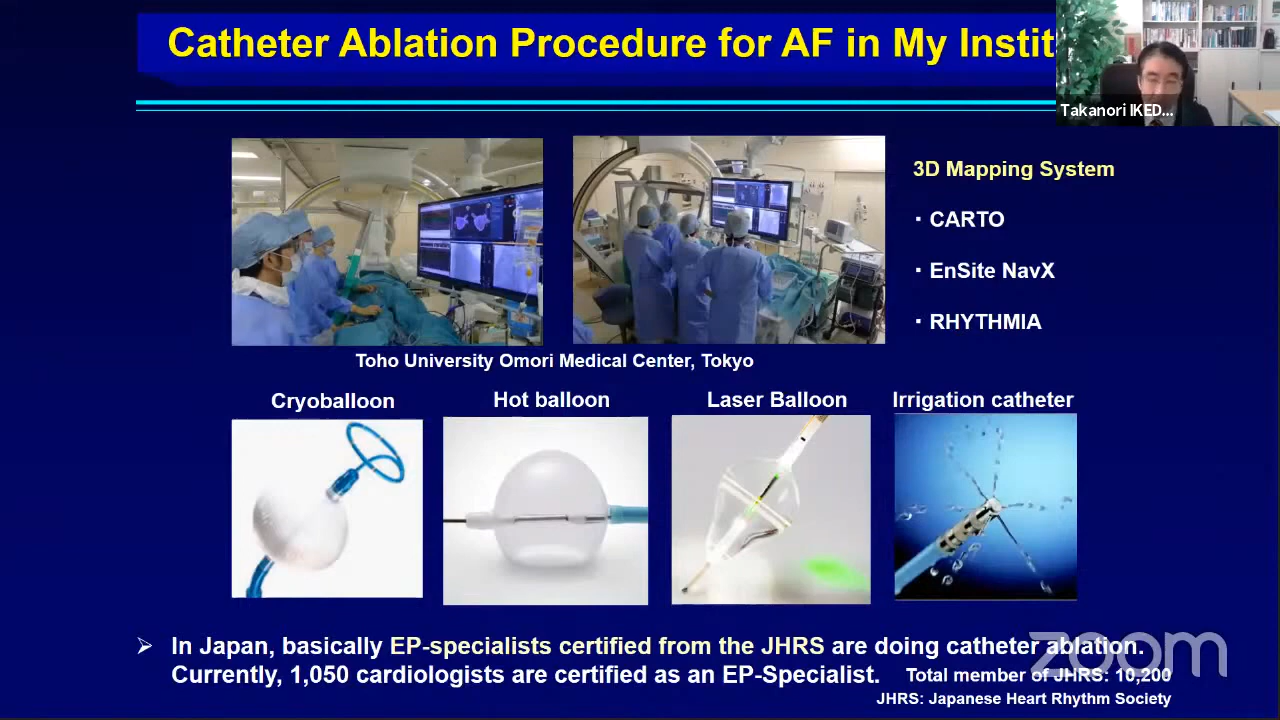 Catheter Ablation Procedure for AF in My Instit
Takanori IKED...
3D Mapping System
・CARTO
・EnSite NavX
・RHYTHMIA
Toho University Omori Medical Center, Tokyo
Cryoballoon
Hot balloon
Laser Balloon
Irrigation catheter
➢ In Japan, basically EP-specialists certified from the JHRS are doing catheter ablation.
Currently, 1,050 cardiologists are certified as an EP-Specialist.
Total member of JHRS: 10,200
JHRS: Japanese Heart Rhythm Society
zoom